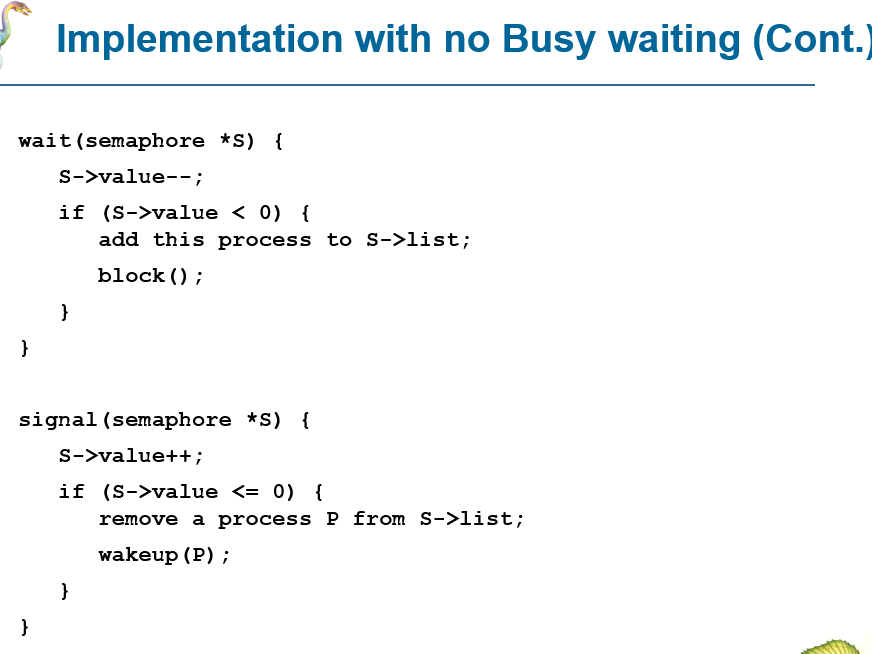 Implementation with no Busy waiting (Cont.)
wait(semaphore *S) {
S->value--;
if (S->value < 0) {
add this process to S->list;
block();
}
}
signal(semaphore *S) {
S->value++;
if (S->value <= 0) {
remove a process P from S->list;
wakeup(P);
}
}